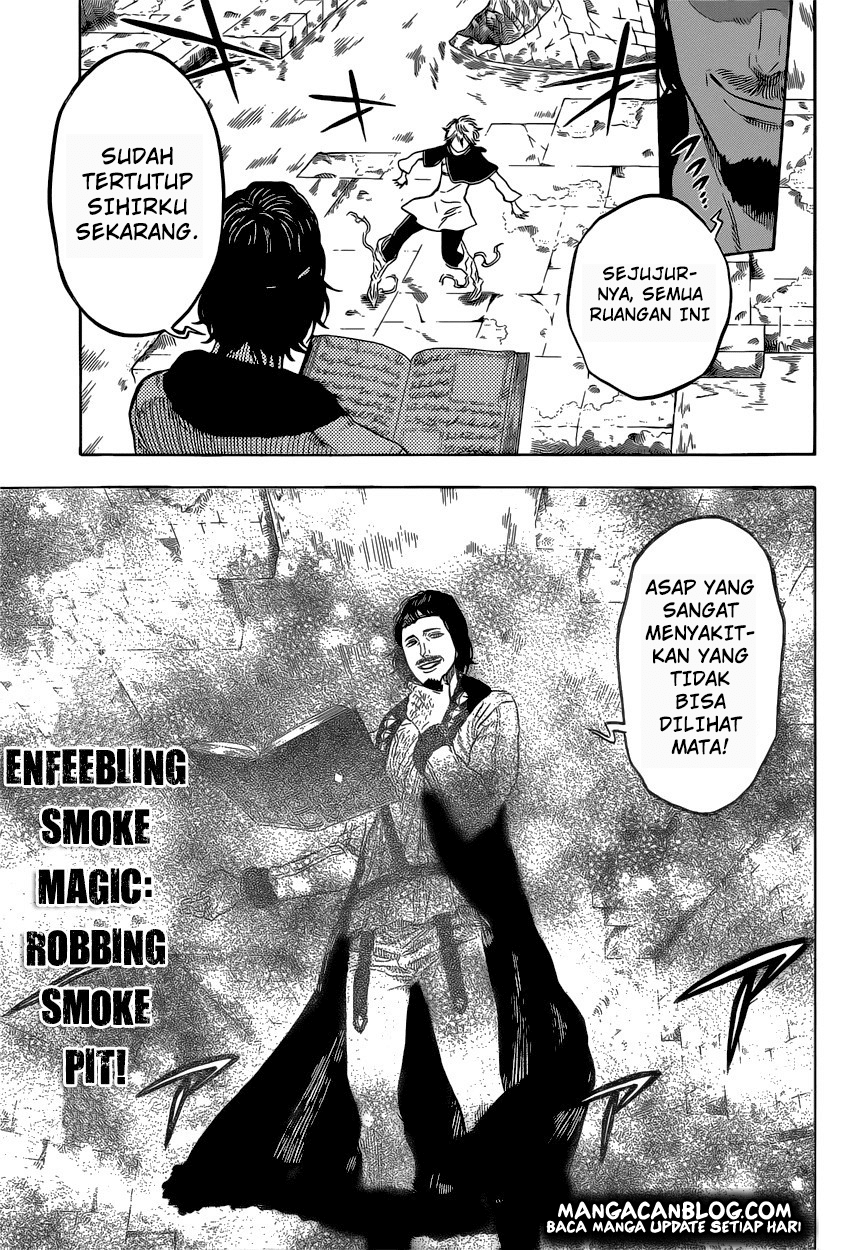 SEJUJUR-
NYA, SEMUA
RUANGAN INI
SUDAH
TERTUTUP
SIHIRKU
SEKARANG.
ASAP YANG
SANGAT
MENYAKIT-
KAN YANG
TIDAK
BISA
DILIHAT
MATA!
ENFEEBLING
SMOKE
MAGIC:
ROBBING
SMOKE
PIT!
MANGACANBLOG.COM
BACA MANGA UPDATE SETIAP HARI